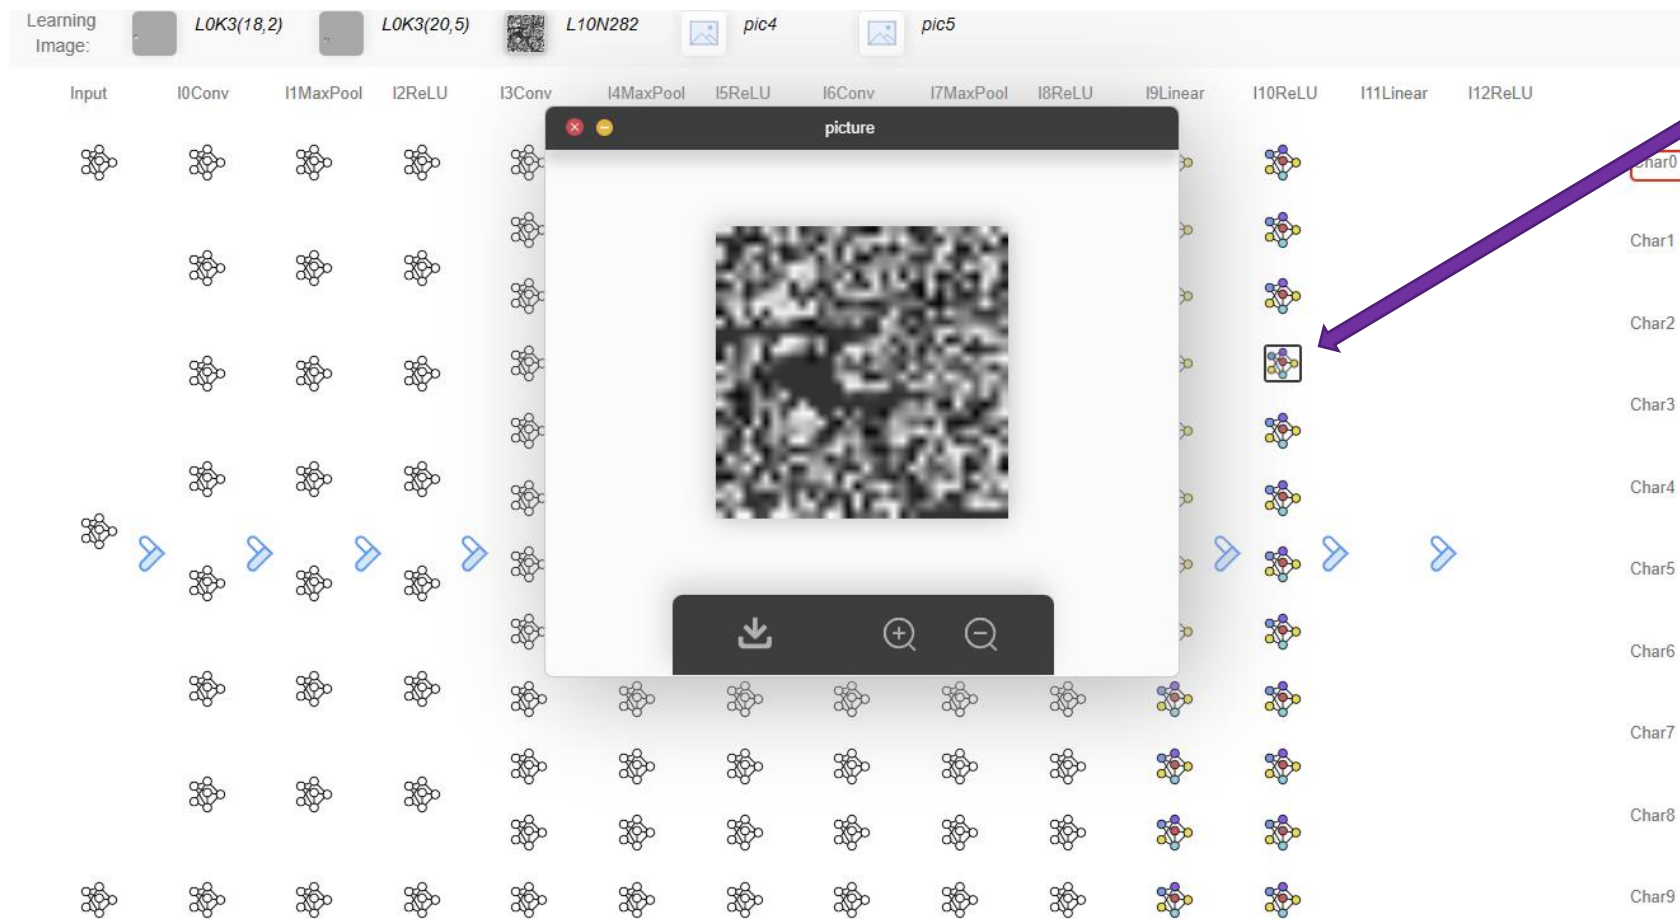 Learning Image: L0K3(18,2) L0K3(20,5) L10N282 pic4 pic5
Input l0Conv l1MaxPool l2ReLU l3Conv l4MaxPool l5ReLU l6Conv l7MaxPool l8ReLU l9Linear l10ReLU l11Linear l12ReLU
picture
Char0
Char1
Char2
Char3
Char4
Char5
Char6
Char7
Char8
Char9